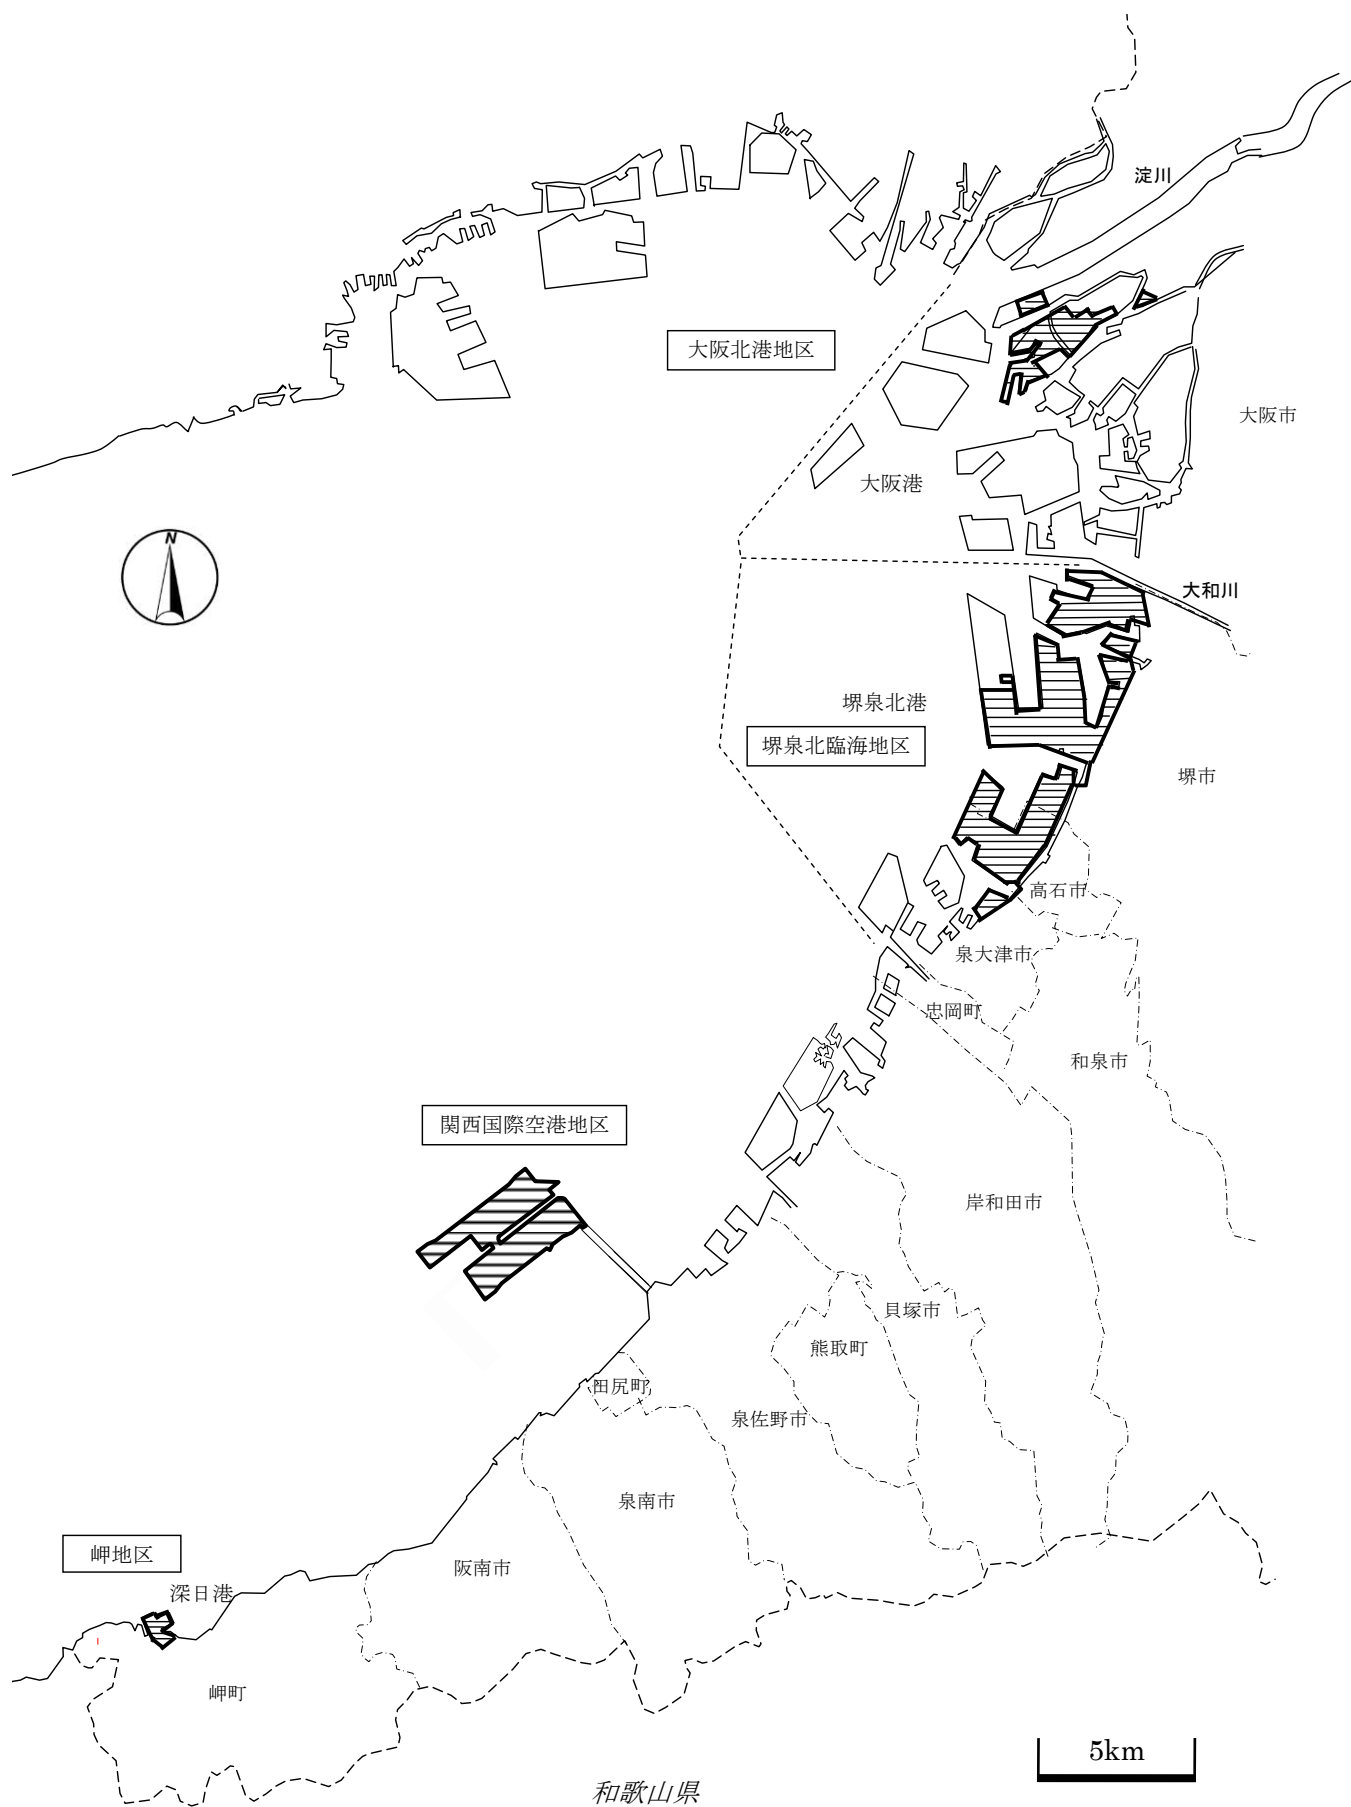 淀川
大阪北港地区
大阪市
大阪港
N
大和川
堺泉北港
堺泉北臨海地区
堺市
高石市
泉大津市
忠岡町
和泉市
関西国際空港地区
岸和田市
貝塚市
熊取町
田尻町
泉佐野市
泉南市
岬地区
阪南市
深日港
岬町
5km
和歌山県